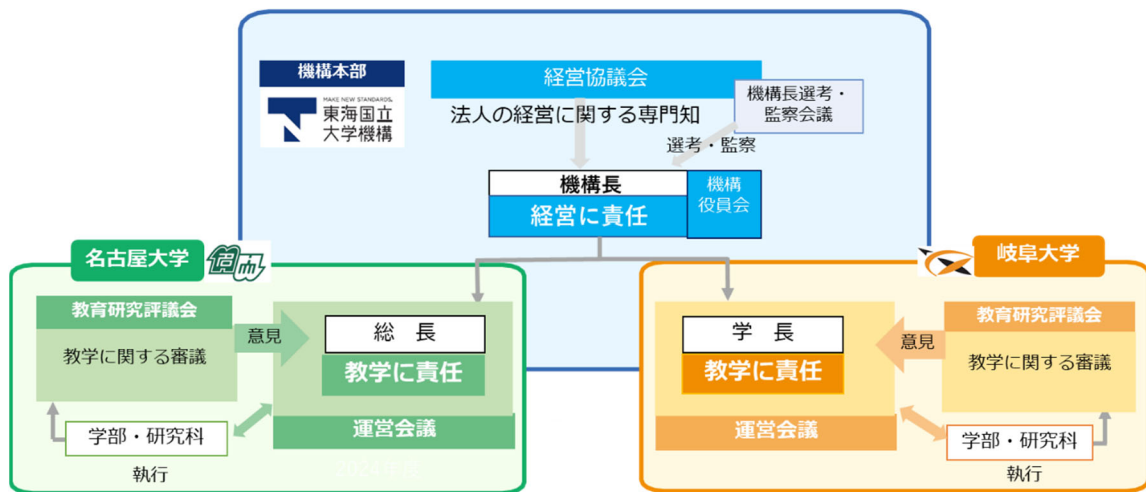 機構本部
MAKE NEW STANDARDS.
東海国立
大学機構
経営協議会
法人の経営に関する専門知
機構長選考・
監察会議
選考・監察
機構長
経営に責任
機構
役員会
名古屋大学
教育研究評議会
教学に関する審議
意見
総　長
教学に責任
運営会議
学部・研究科
執行
岐阜大学
学　長
教学に責任
運営会議
意見
教育研究評議会
教学に関する審議
学部・研究科
執行